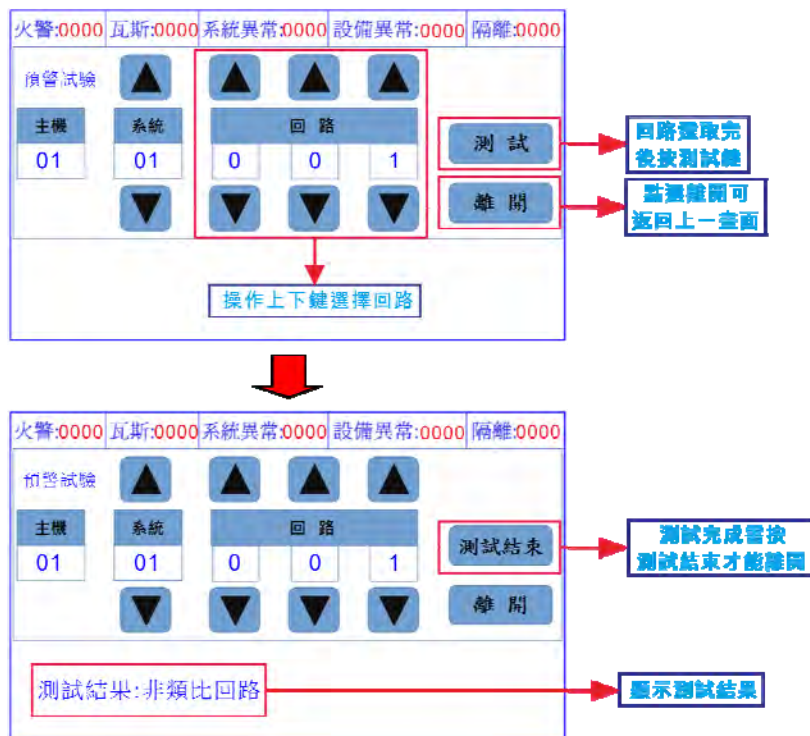 火警:0000 瓦斯:0000 系統異常:0000 設備異常:0000 隔離:0000
預警試驗
主機 系統 回路
01 01 0 0 1
測試
離開
回路選取完
後按測試鍵
點選離開可
返回上一畫面
操作上下鍵選擇回路
火警:0000 瓦斯:0000 系統異常:0000 設備異常:0000 隔離:0000
預警試驗
主機 系統 回路
01 01 0 0 1
測試結束
離開
測試完成需按
測試結束才能離開
測試結果:非類比回路
顯示測試結果